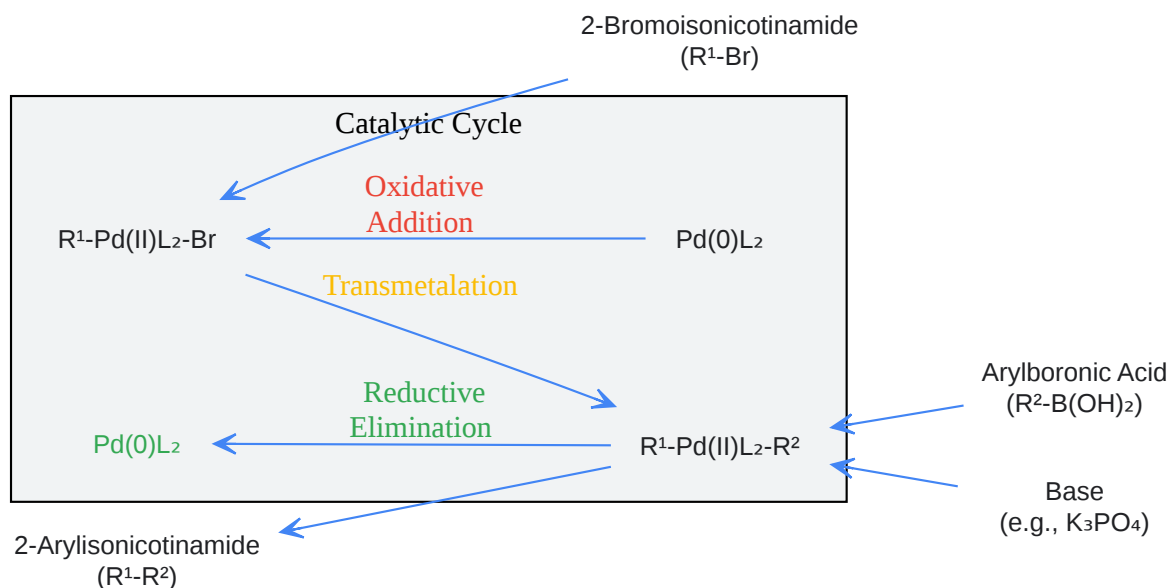 2-Bromoisonicotinamide
(R¹-Br)
Catalytic Cycle
Oxidative
Addition
R¹-Pd(II)L₂-Br
Pd(0)L₂
Transmetalation
Arylboronic Acid
(R²-B(OH)₂)
Reductive
Elimination
Pd(0)L₂
R¹-Pd(II)L₂-R²
Base
(e.g., K₃PO₄)
2-Arylisonicotinamide
(R¹-R²)